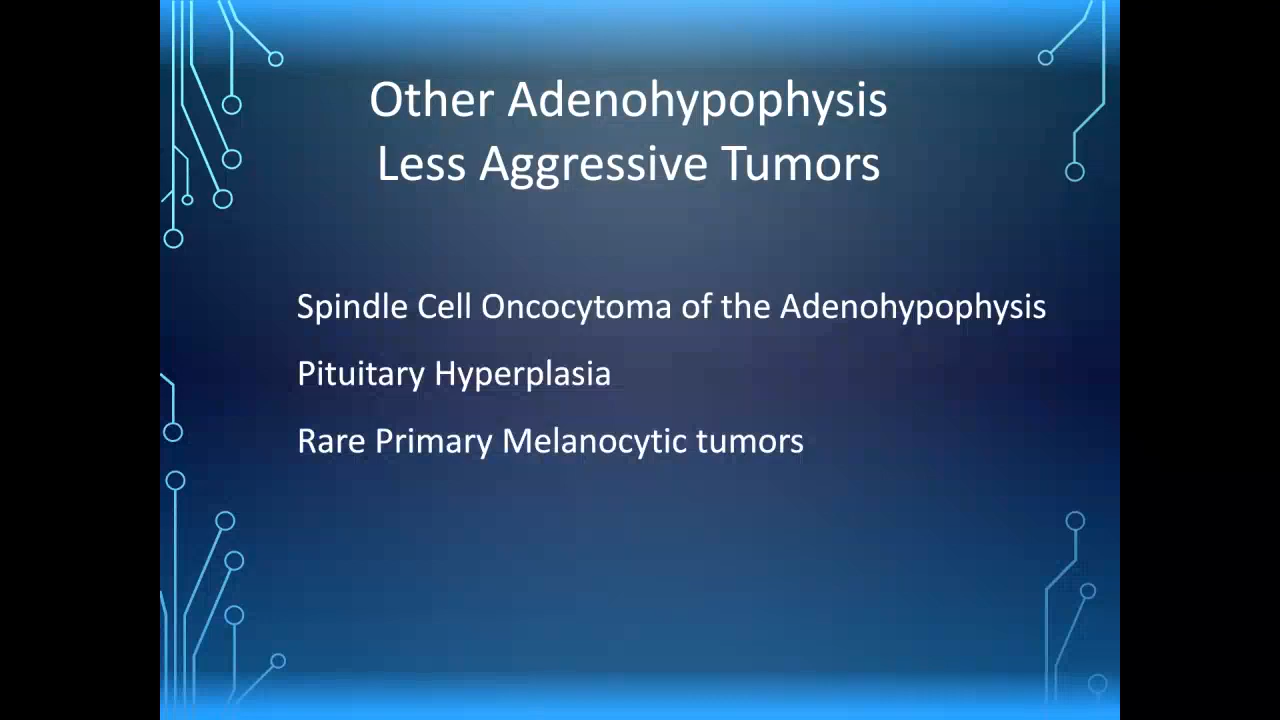 Other Adenohypophysis
Less Aggressive Tumors
Spindle Cell Oncocytoma of the Adenohypophysis
Pituitary Hyperplasia
Rare Primary Melanocytic tumors